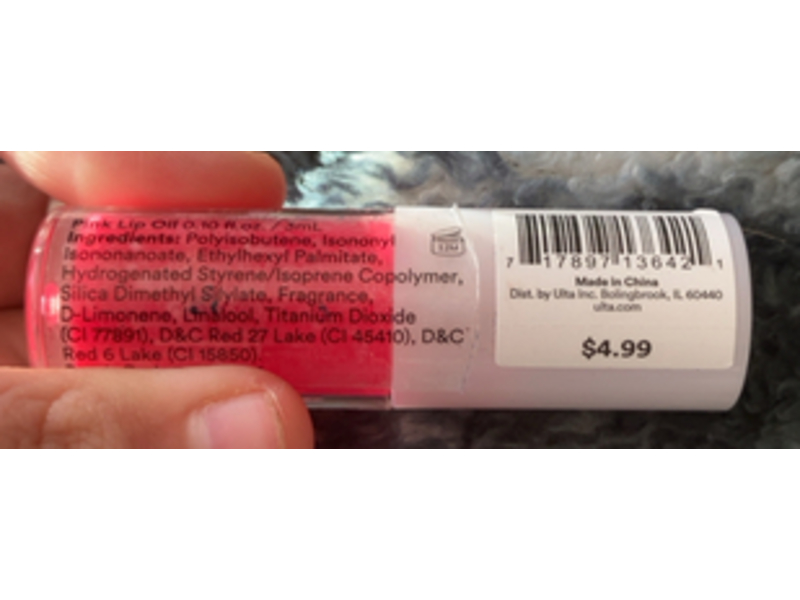 Pink Lip Oil 0.10 fl oz. / 3mL
Ingredients: Polyisobutene, Isononyl
Isononanoate, Ethylhexyl Palmitate,
Hydrogenated Styrene/Isoprene Copolymer,
Silica Dimethyl Silylate, Fragrance,
D-Limonene, Linalool, Titanium Dioxide
(CI 77891), D&C Red 27 Lake (CI 45410), D&C
Red 6 Lake (CI 15850).
12M
7 17897 13642 1
Made in China
Dist. by Ulta Inc. Bolingbrook, IL 60440
ulta.com
$4.99